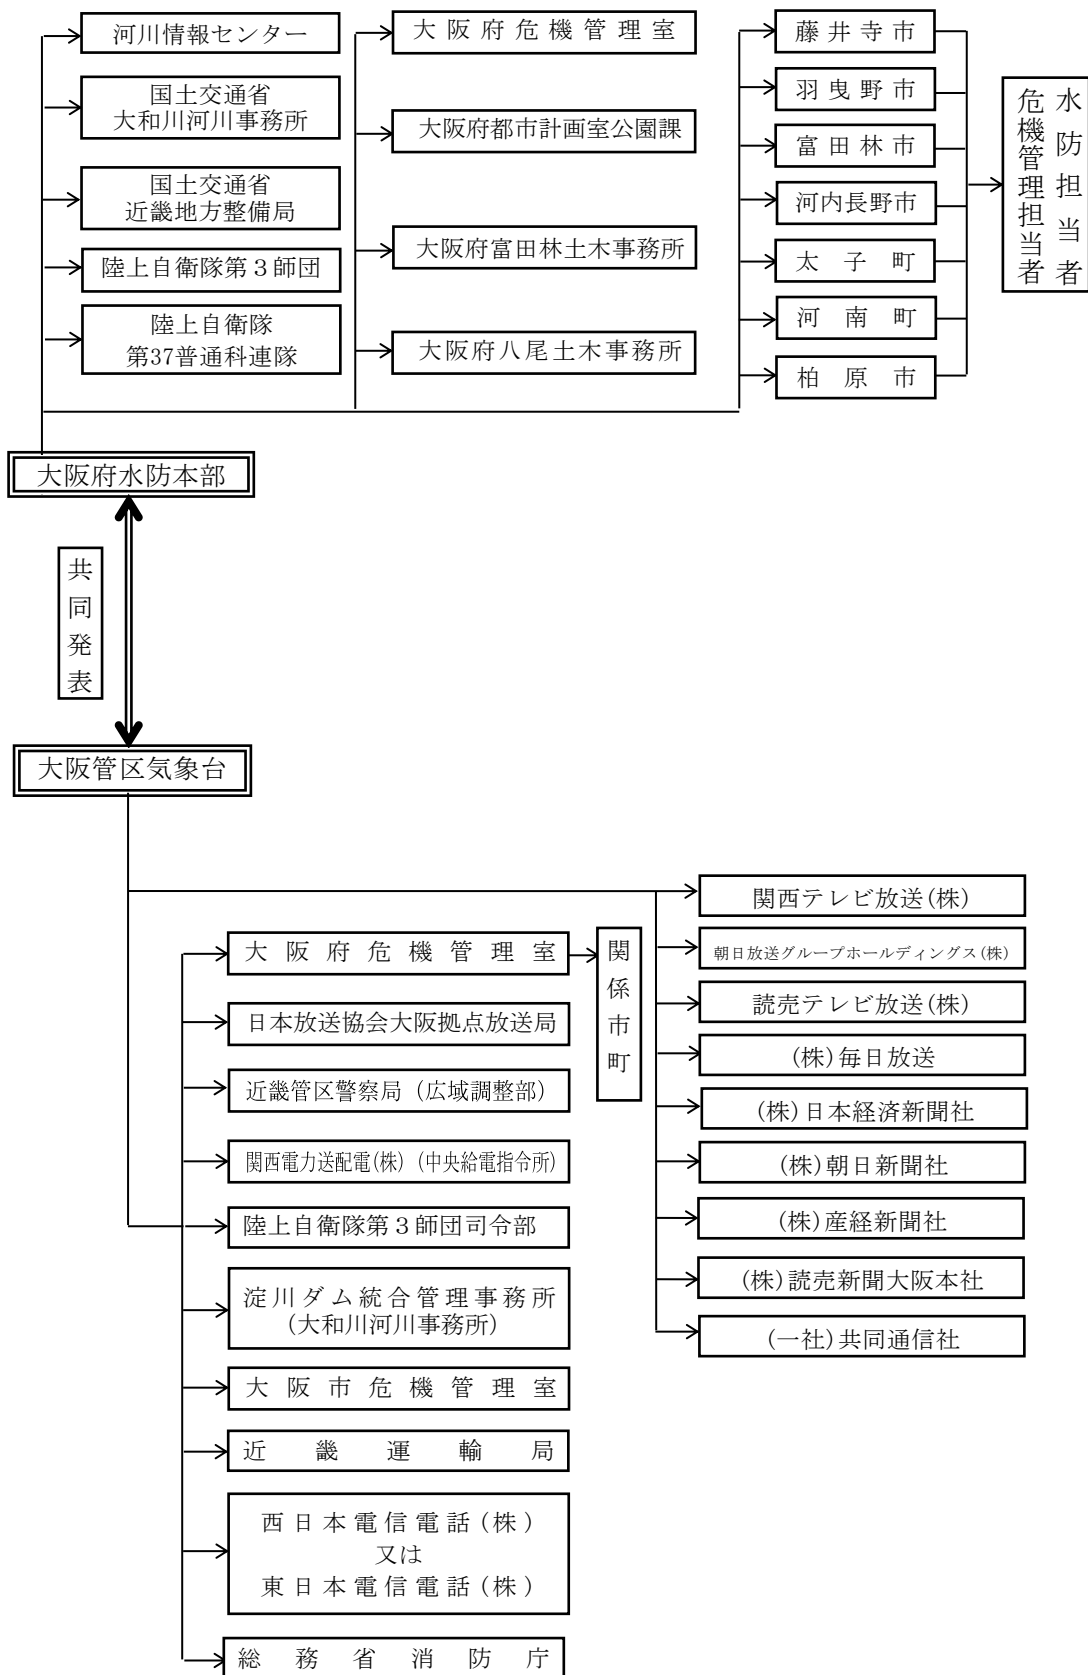 河川情報センター
国土交通省
大和川河川事務所
国土交通省
近畿地方整備局
陸上自衛隊第３師団
陸上自衛隊
第37普通科連隊
大阪府危機管理室
大阪府都市計画室公園課
大阪府富田林土木事務所
大阪府八尾土木事務所
藤井寺市
羽曳野市
富田林市
河内長野市
太子町
河南町
柏原市
水防担当者
危機管理担当者
大阪府水防本部
共同発表
大阪管区気象台
大阪府危機管理室
日本放送協会大阪拠点放送局
近畿管区警察局（広域調整部）
関西電力送配電(株)（中央給電指令所）
陸上自衛隊第３師団司令部
淀川ダム統合管理事務所
(大和川河川事務所)
大阪市危機管理室
近畿運輸局
西日本電信電話(株)
又は
東日本電信電話(株)
総務省消防庁
関係市町
関西テレビ放送(株)
朝日放送グループホールディングス(株)
読売テレビ放送(株)
(株)毎日放送
(株)日本経済新聞社
(株)朝日新聞社
(株)産経新聞社
(株)読売新聞大阪本社
(一社)共同通信社